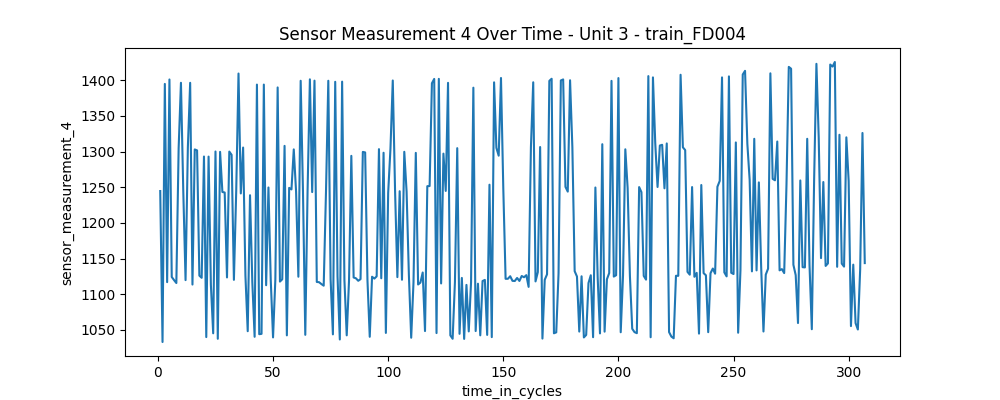 Sensor Measurement 4 Over Time - Unit 3 - train_FD004
1400
1350
1300
1250
1200
1150
1100
1050
sensor_measurement_4
0 50 100 150 200 250 300
time_in_cycles